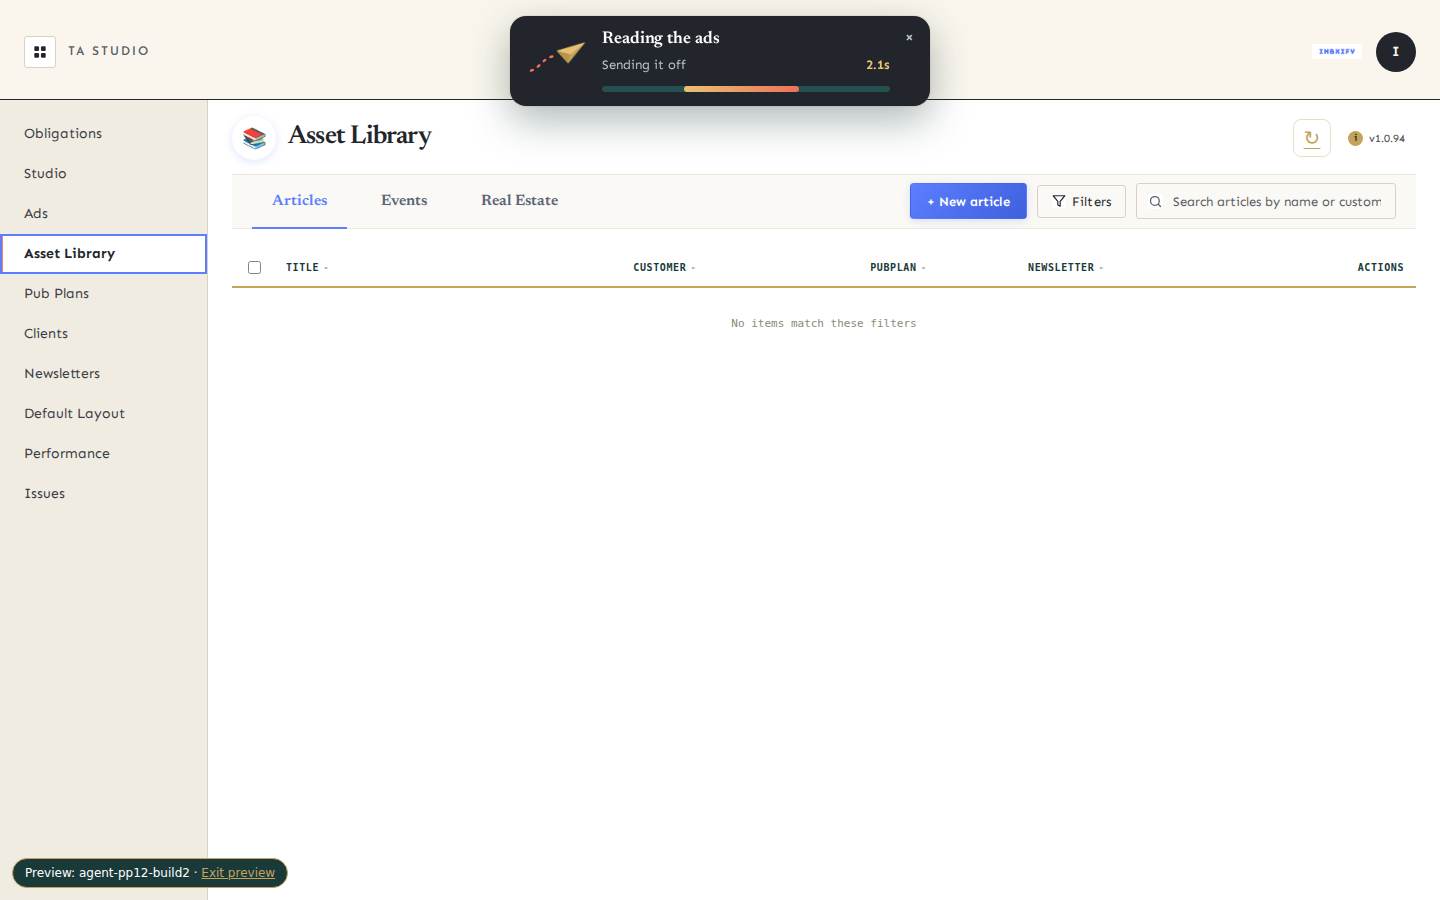 TA STUDIO
Reading the ads
×
Sending it off
2.1s
INBXIFY
I
Obligations
Studio
Ads
Asset Library
Pub Plans
Clients
Newsletters
Default Layout
Performance
Issues
Asset Library
↻
i v1.0.94
Articles
Events
Real Estate
+ New article
Filters
Search articles by name or custom
TITLE -
CUSTOMER -
PUBPLAN -
NEWSLETTER -
ACTIONS
No items match these filters
Preview: agent-pp12-build2 · Exit preview